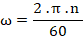 ω = 2 . π . n / 60